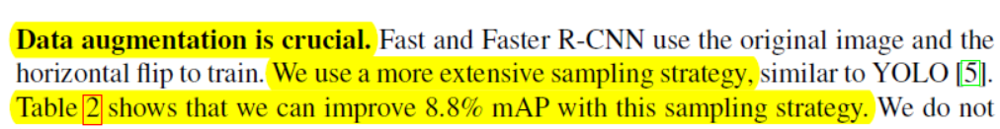 Data augmentation is crucial. Fast and Faster R-CNN use the original image and the
horizontal flip to train. We use a more extensive sampling strategy, similar to YOLO [5].
Table 2 shows that we can improve 8.8% mAP with this sampling strategy. We do not